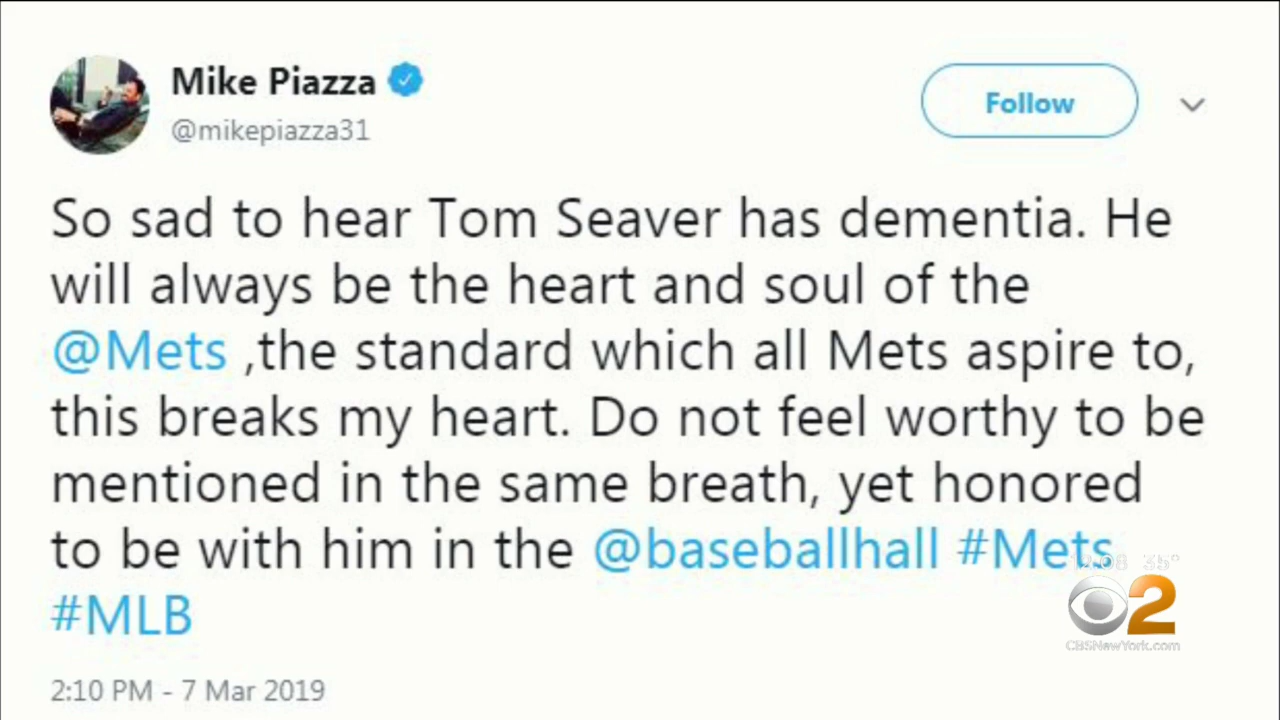 Mike Piazza
@mikepiazza31
Follow
So sad to hear Tom Seaver has dementia. He
will always be the heart and soul of the
@Mets ,the standard which all Mets aspire to,
this breaks my heart. Do not feel worthy to be
mentioned in the same breath, yet honored
to be with him in the @baseballhall #Mets
#MLB
35°
2
CBSNewYork.com
2:10 PM - 7 Mar 2019